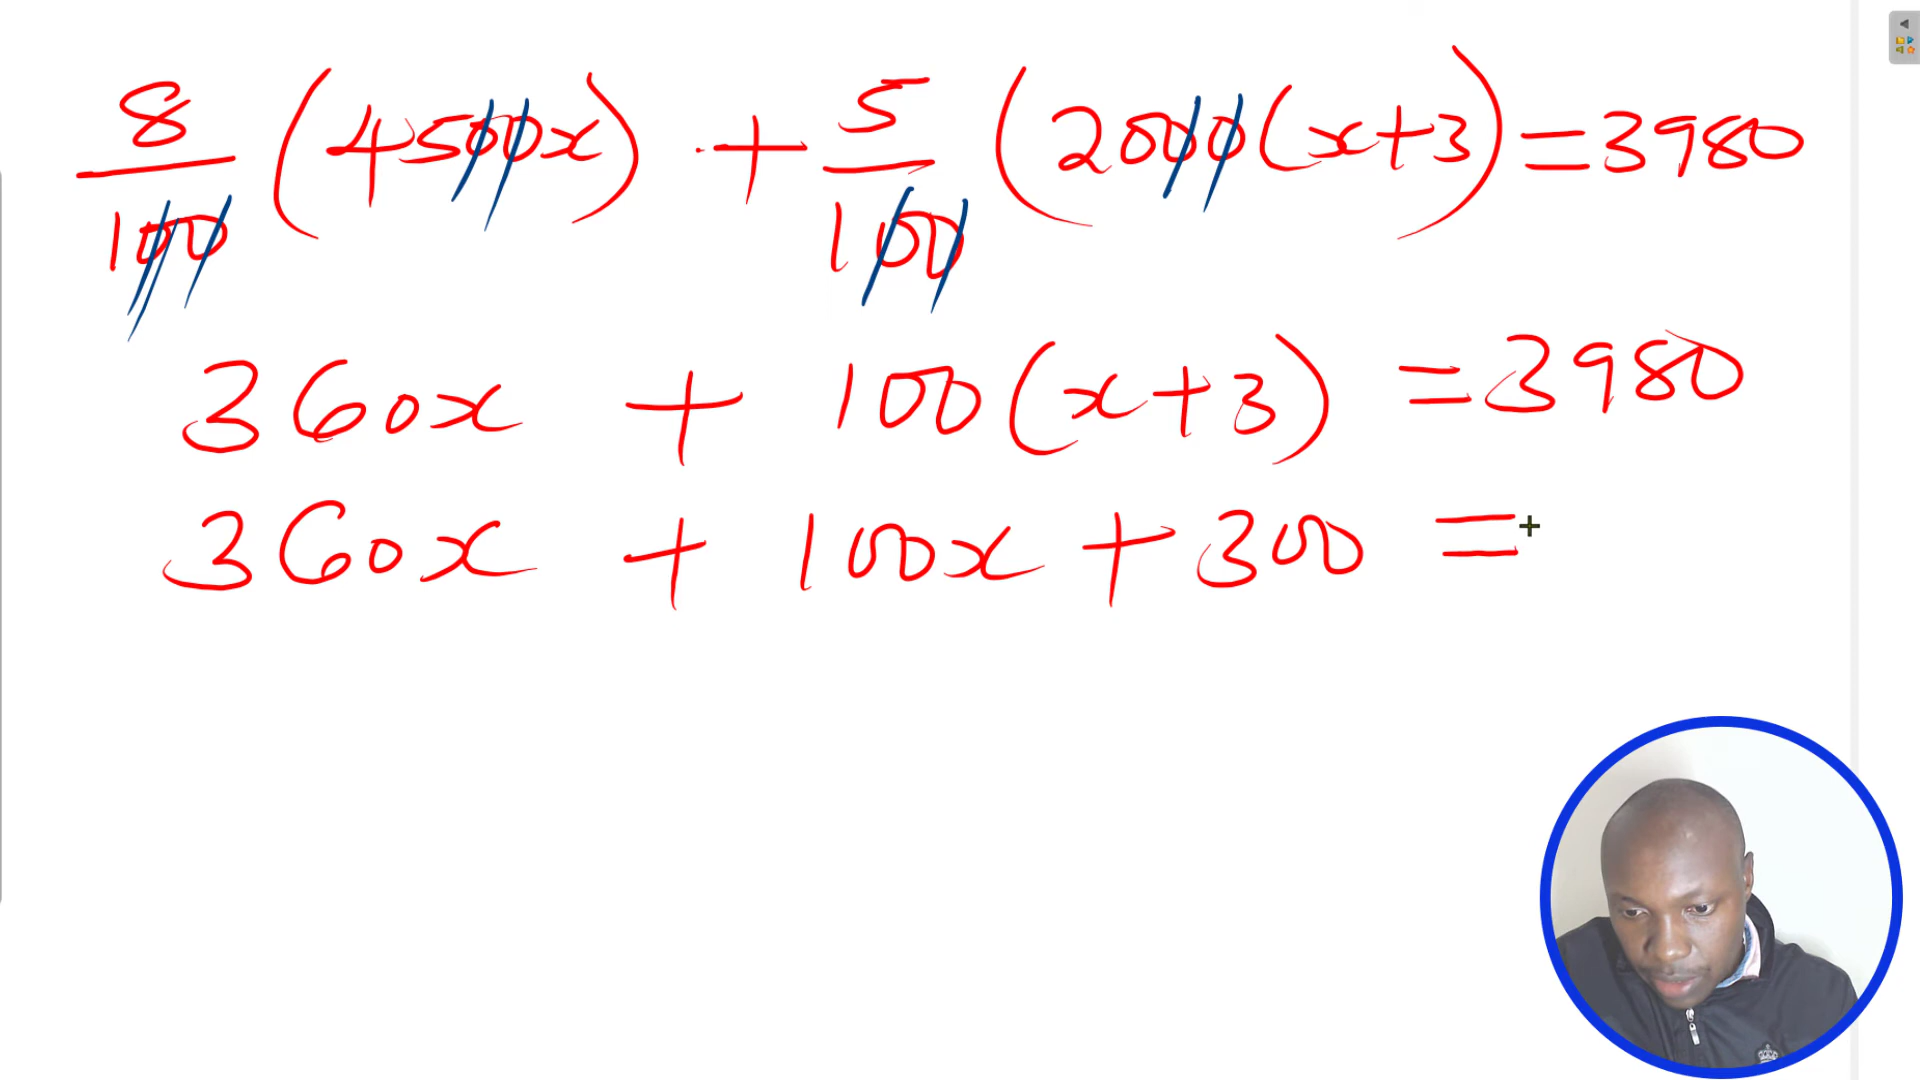 8/100 (4500x) + 5/100 (2000(x+3) = 3980
360x + 100(x+3) = 3980
360x + 100x + 300 =